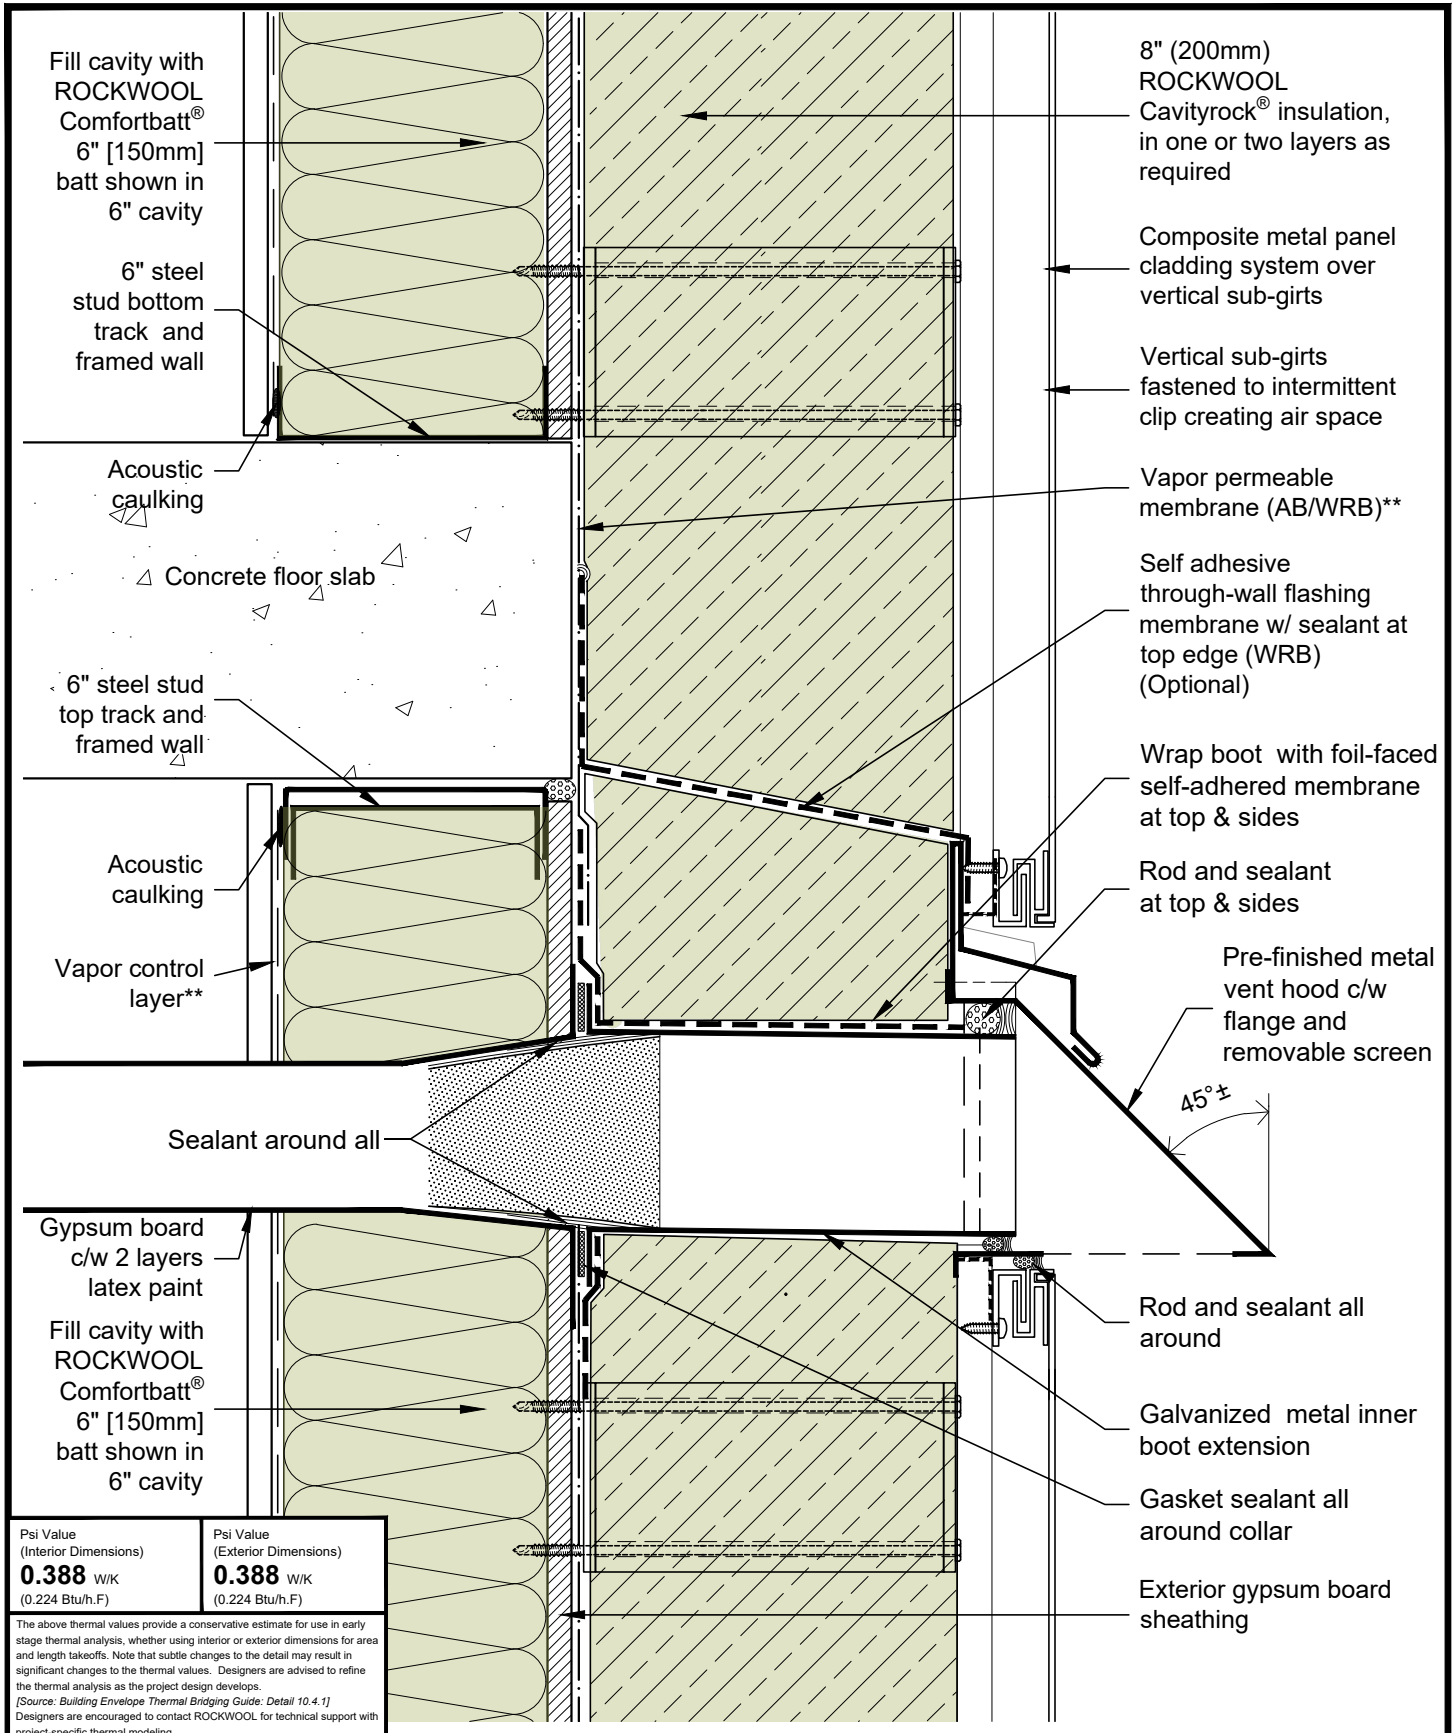 Fill cavity with
ROCKWOOL
Comfortbatt®
6" [150mm]
batt shown in
6" cavity
6" steel
stud bottom
track and
framed wall
Acoustic
caulking
Concrete floor slab
6" steel stud
top track and
framed wall
Acoustic
caulking
Vapor control
layer**
Sealant around all
Gypsum board
c/w 2 layers
latex paint
Fill cavity with
ROCKWOOL
Comfortbatt®
6" [150mm]
batt shown in
6" cavity
8" (200mm)
ROCKWOOL
Cavityrock® insulation,
in one or two layers as
required
Composite metal panel
cladding system over
vertical sub-girts
Vertical sub-girts
fastened to intermittent
clip creating air space
Vapor permeable
membrane (AB/WRB)**
Self adhesive
through-wall flashing
membrane w/ sealant at
top edge (WRB)
(Optional)
Wrap boot with foil-faced
self-adhered membrane
at top & sides
Rod and sealant
at top & sides
Pre-finished metal
vent hood c/w
flange and
removable screen
45°±
Rod and sealant all
around
Galvanized metal inner
boot extension
Gasket sealant all
around collar
Exterior gypsum board
sheathing
Psi Value
(Interior Dimensions)
0.388 W/K
(0.224 Btu/h.F)
Psi Value
(Exterior Dimensions)
0.388 W/K
(0.224 Btu/h.F)
The above thermal values provide a conservative estimate for use in early
stage thermal analysis, whether using interior or exterior dimensions for area
and length takeoffs. Note that subtle changes to the detail may result in
significant changes to the thermal values. Designers are advised to refine
the thermal analysis as the project design develops.
[Source: Building Envelope Thermal Bridging Guide: Detail 10.4.1]
Designers are encouraged to contact ROCKWOOL for technical support with
project-specific thermal modeling.